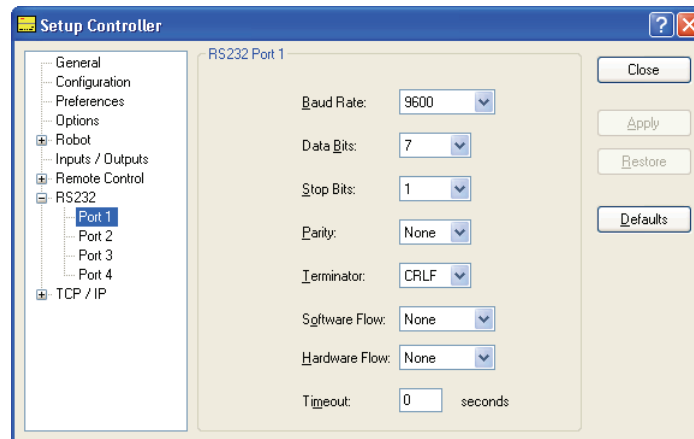 Setup Controller
General
Configuration
Preferences
Options
Robot
Inputs / Outputs
Remote Control
RS232
Port 1
Port 2
Port 3
Port 4
TCP / IP
RS232 Port 1
Baud Rate: 9600
Data Bits: 7
Stop Bits: 1
Parity: None
Terminator: CRLF
Software Flow: None
Hardware Flow: None
Timeout: 0 seconds
Close
Apply
Restore
Defaults